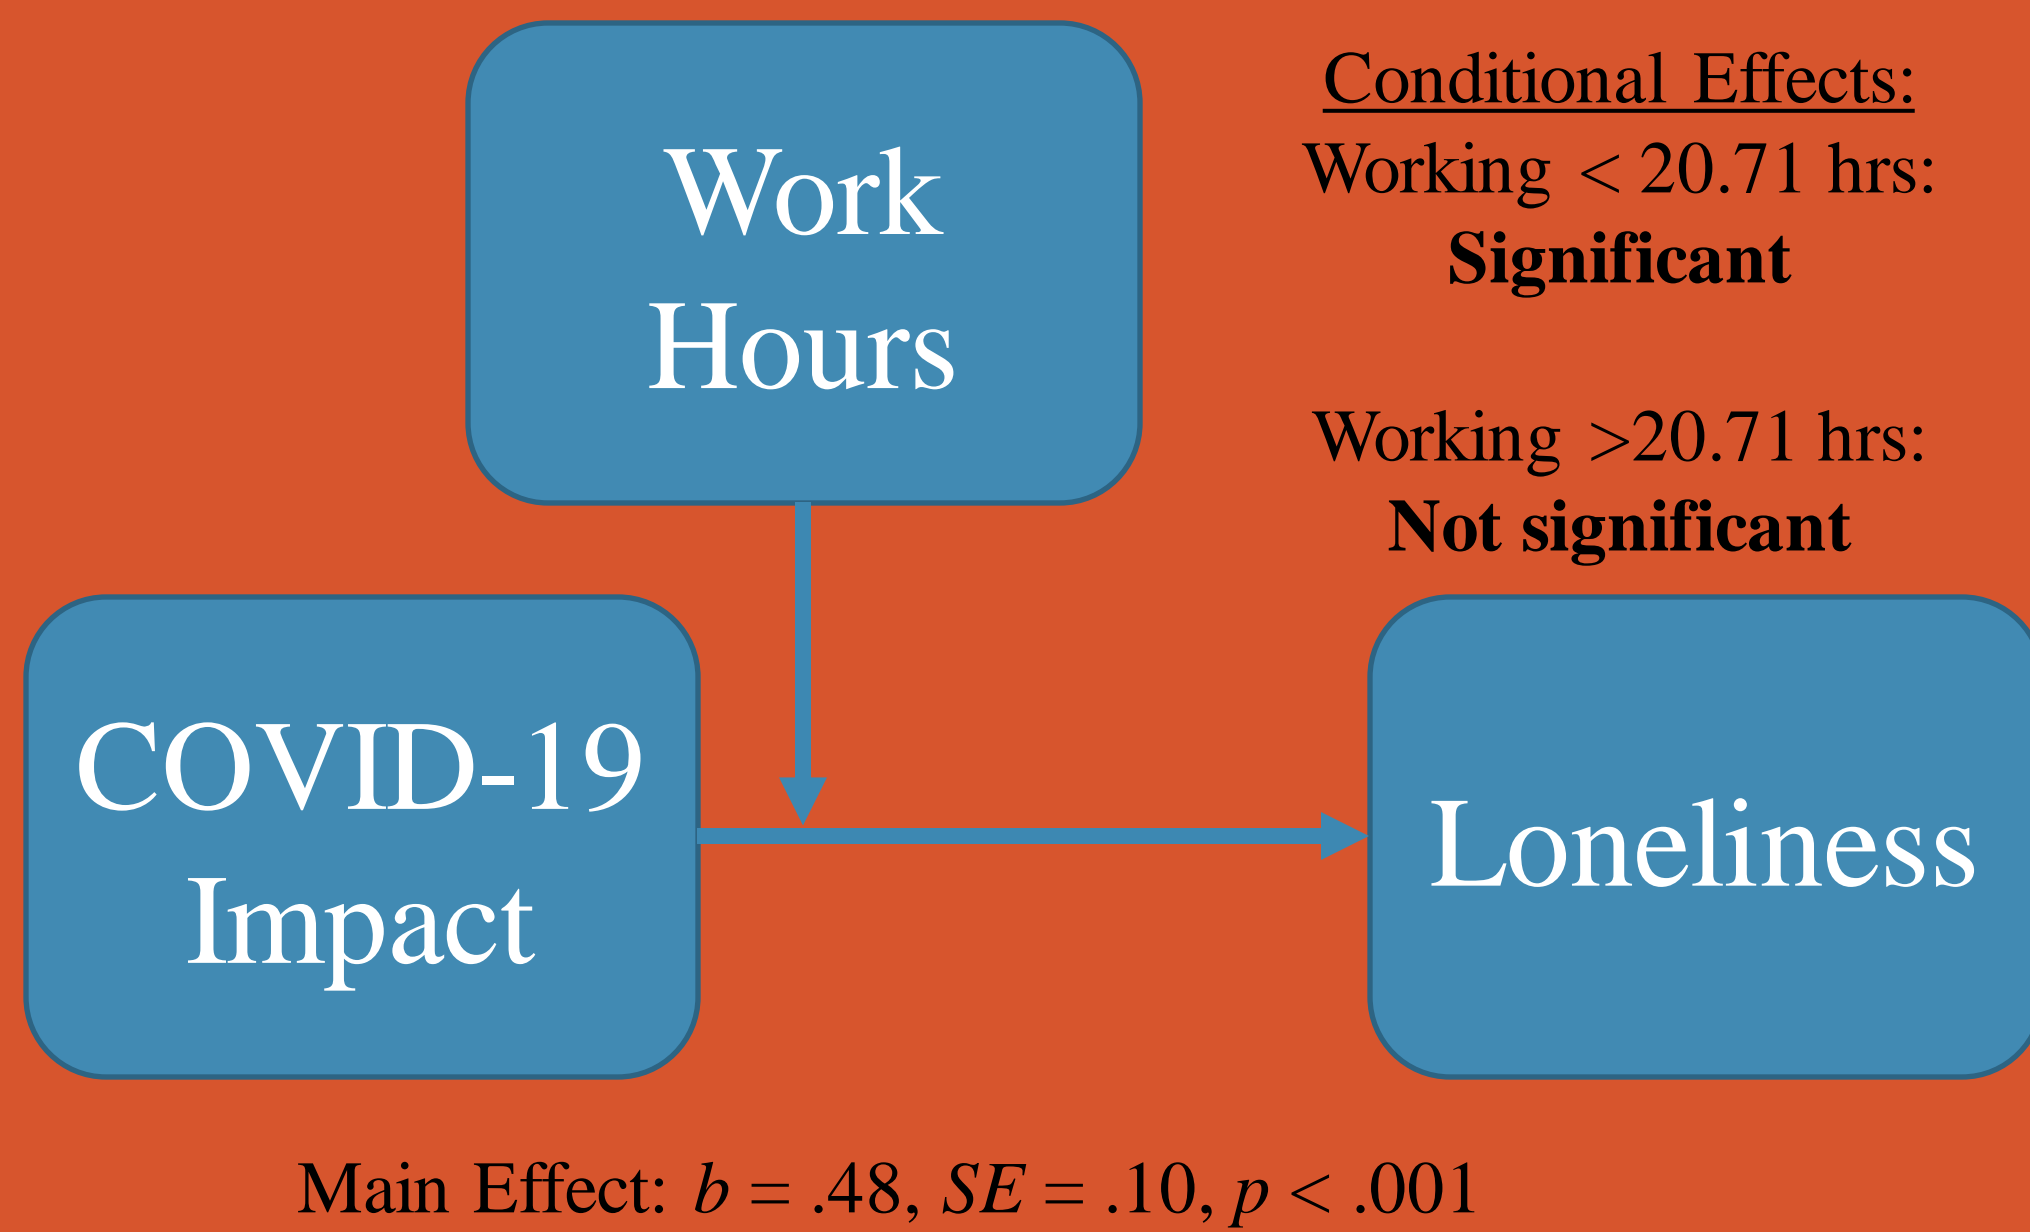 Work
Hours
Conditional Effects:
Working < 20.71 hrs:
Significant
Working >20.71 hrs:
Not significant
COVID-19
Impact
Loneliness
Main Effect: b = .48, SE = .10, p < .001